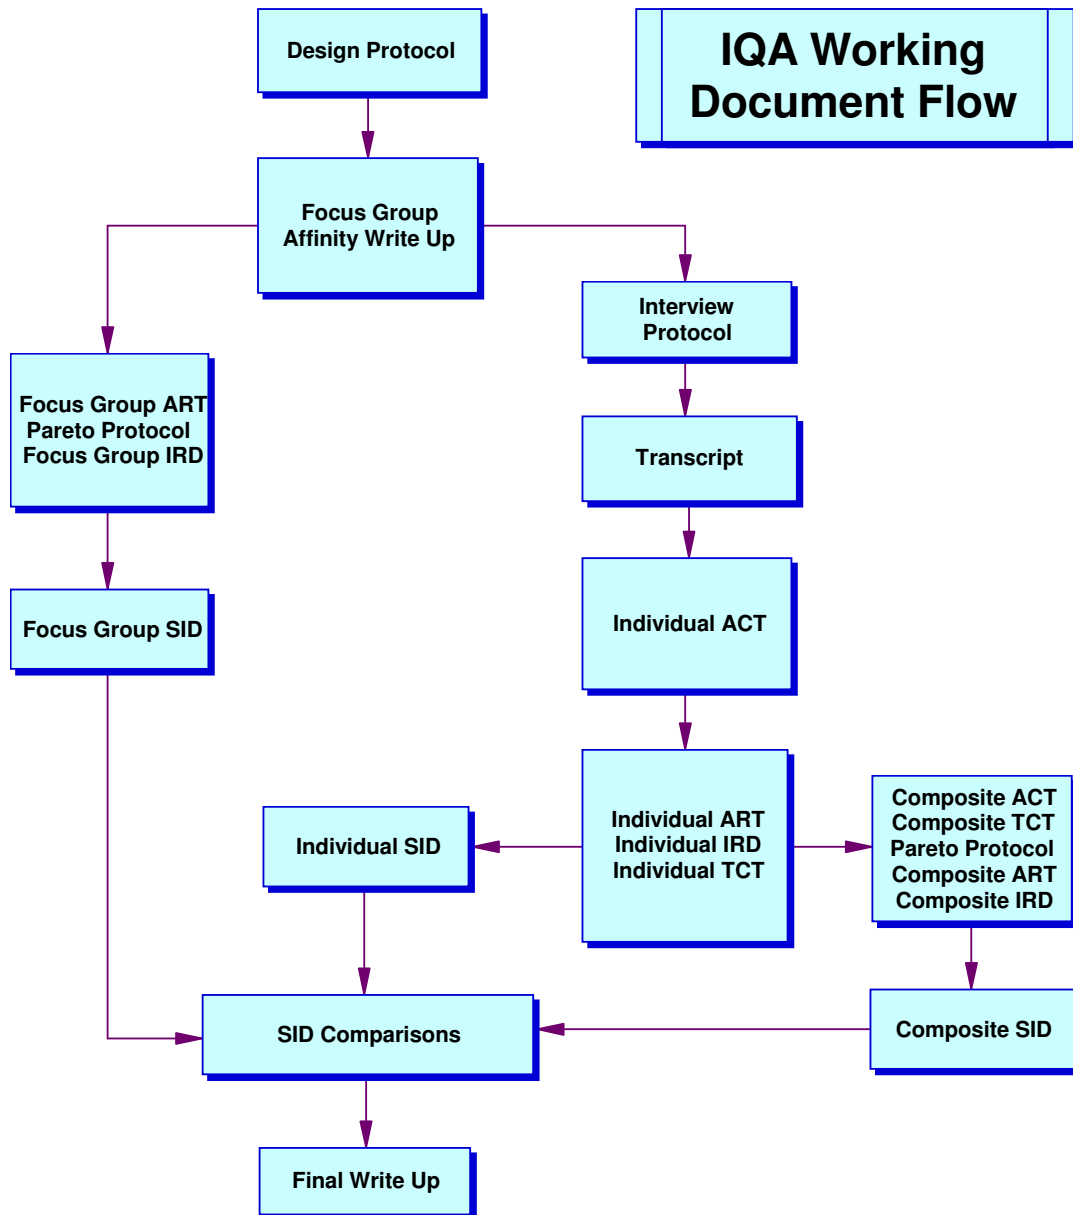 Design Protocol
IQA Working
Document Flow
Focus Group
Affinity Write Up
Interview
Protocol
Focus Group ART
Pareto Protocol
Focus Group IRD
Transcript
Focus Group SID
Individual ACT
Individual SID
Individual ART
Individual IRD
Individual TCT
Composite ACT
Composite TCT
Pareto Protocol
Composite ART
Composite IRD
SID Comparisons
Composite SID
Final Write Up